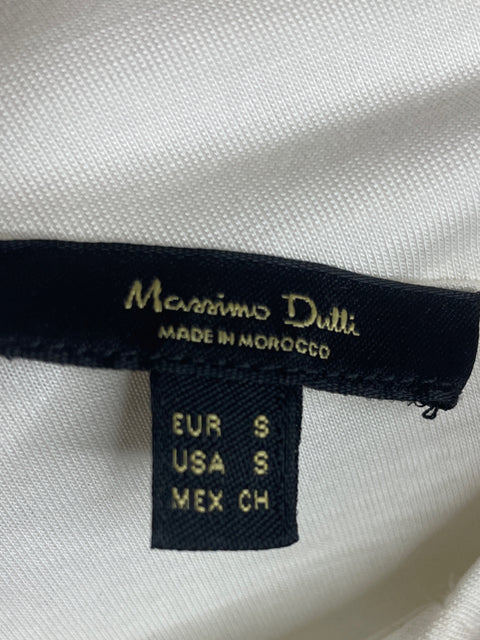 Massimo Dutti
MADE IN MOROCCO
EUR S
USA S
MEX CH